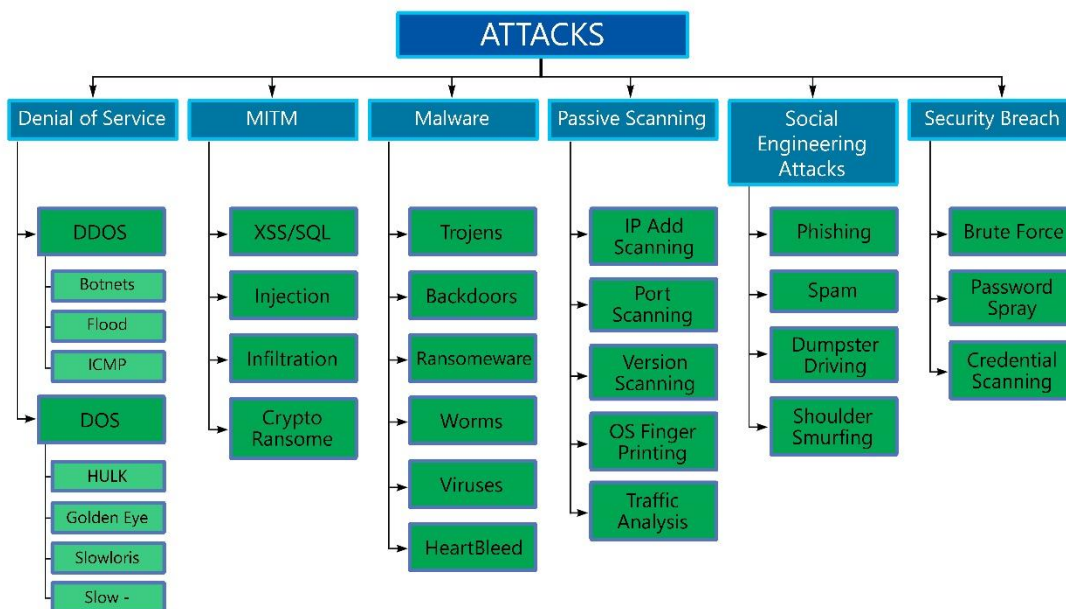 ATTACKS
Denial of Service
DDOS
Botnets
Flood
ICMP
DOS
HULK
Golden Eye
Slowloris
Slow -
MITM
XSS/SQL
Injection
Infiltration
Crypto
Ransome
Malware
Trojens
Backdoors
Ransomeware
Worms
Viruses
HeartBleed
Passive Scanning
IP Add
Scanning
Port
Scanning
Version
Scanning
OS Finger
Printing
Traffic
Analysis
Social
Engineering
Attacks
Phishing
Spam
Dumpster
Driving
Shoulder
Smurfing
Security Breach
Brute Force
Password
Spray
Credential
Scanning